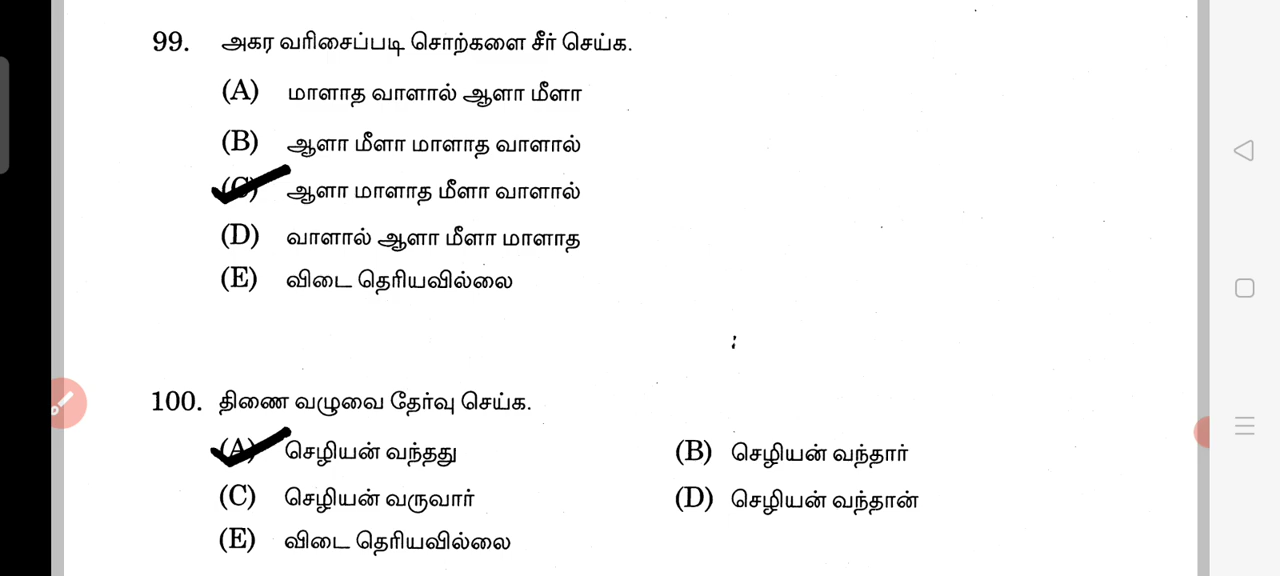 99. அகர வரிசைப்படி சொற்களை சீர் செய்க.
(A) மாளாத வாளால் ஆளா மீளா
(B) ஆளா மீளா மாளாத வாளால்
(C) ஆளா மாளாத மீளா வாளால்
(D) வாளால் ஆளா மீளா மாளாத
(E) விடை தெரியவில்லை
100. திணை வழுவை தேர்வு செய்க.
(A) செழியன் வந்தது (B) செழியன் வந்தார்
(C) செழியன் வருவார் (D) செழியன் வந்தான்
(E) விடை தெரியவில்லை